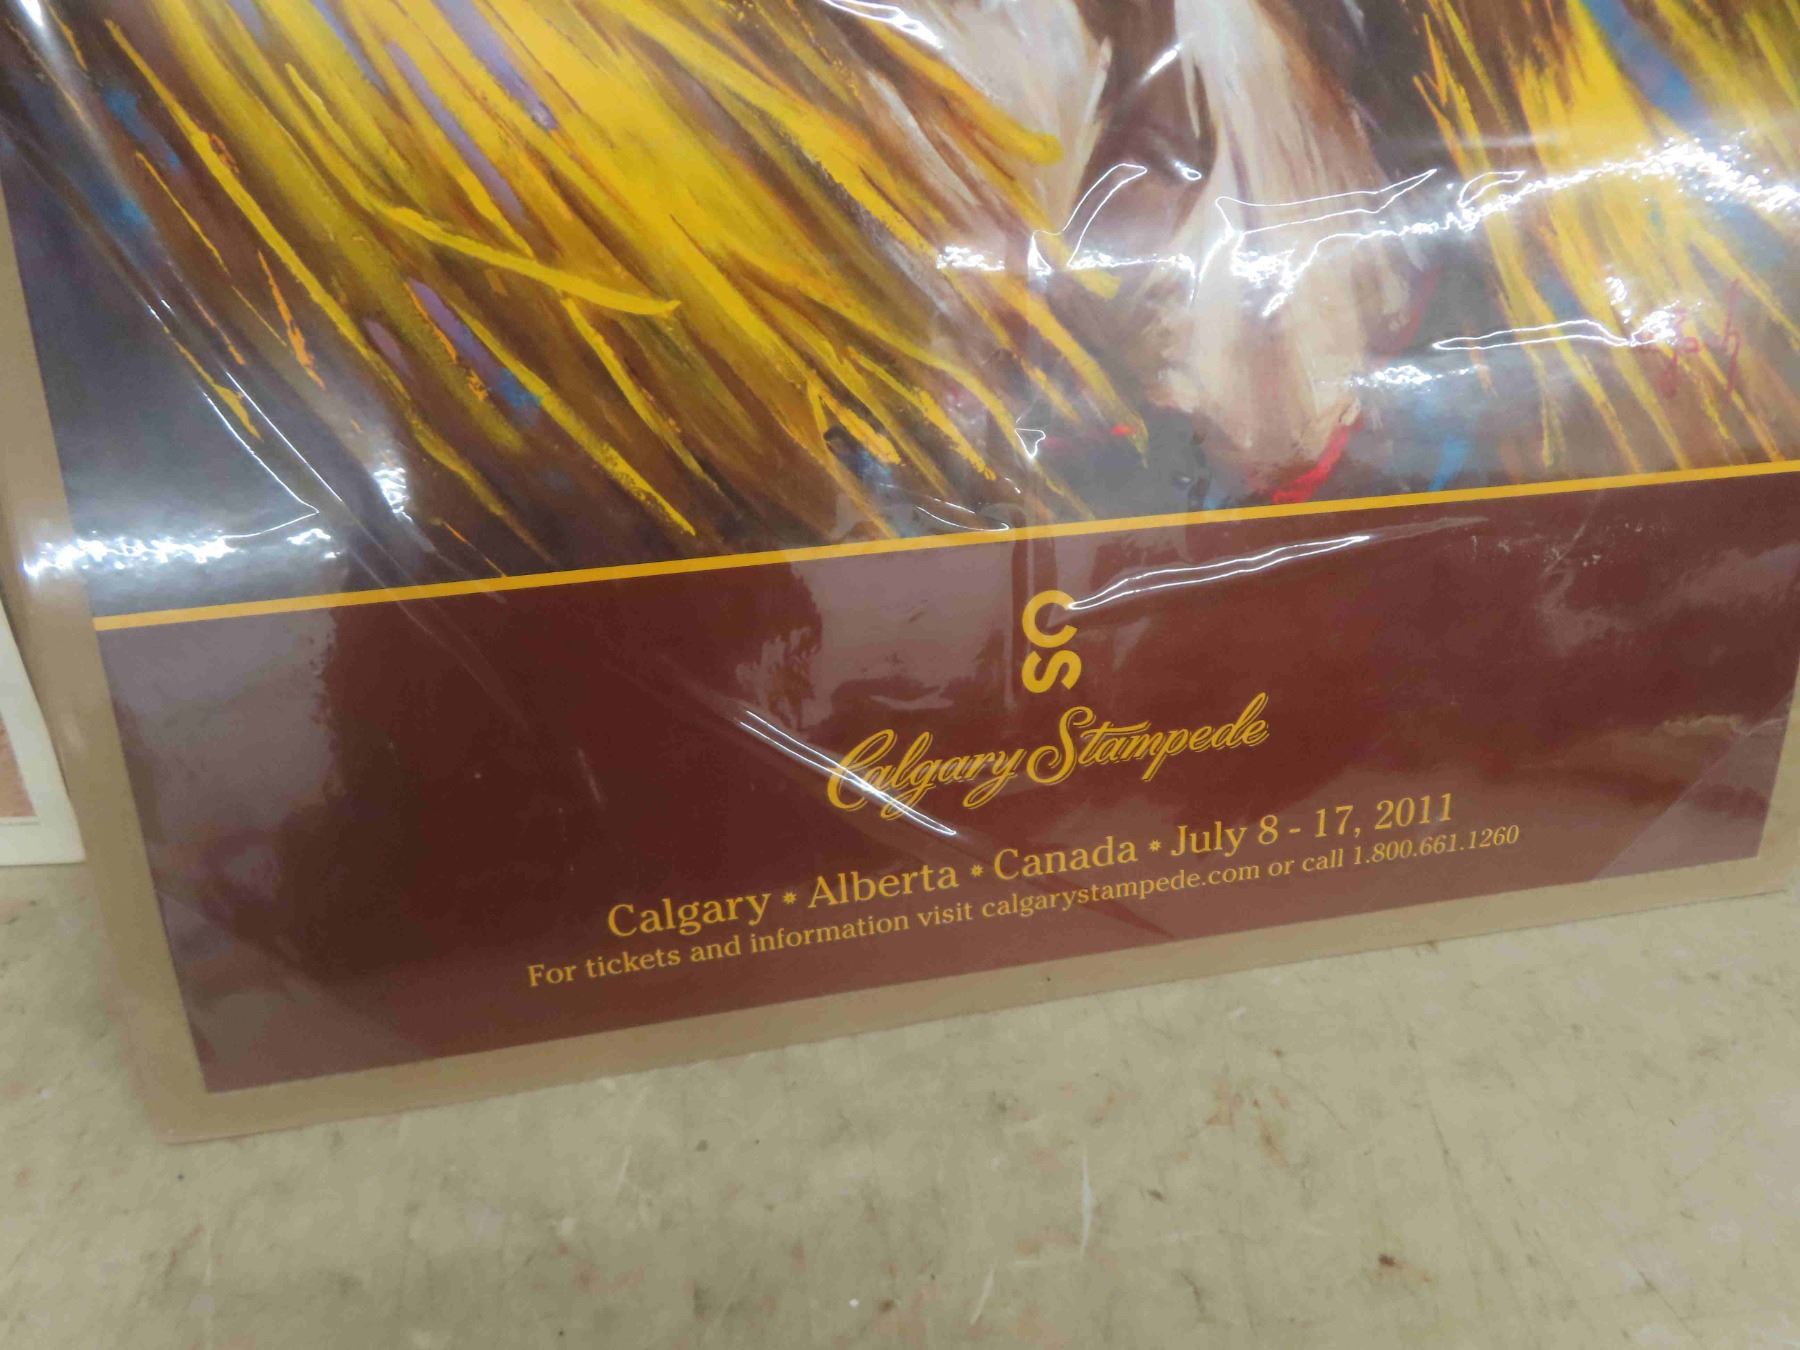 CS
Calgary Stampede
Calgary * Alberta * Canada * July 8 - 17, 2011
For tickets and information visit calgarystampede.com or call 1.800.661.1260